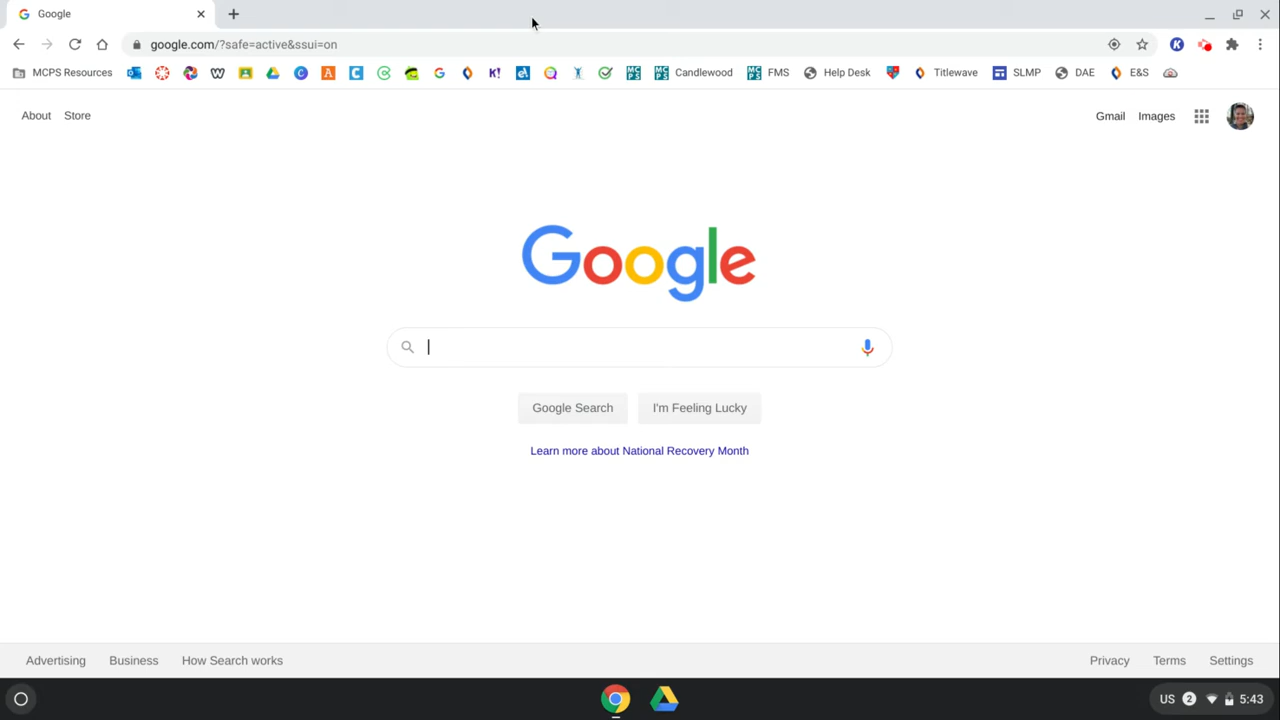 Google
google.com/?safe=active&ssui=on
MCPS Resources Candlewood FMS Help Desk Titlewave SLMP DAE E&S
About Store Gmail Images
Google
Google Search I'm Feeling Lucky
Learn more about National Recovery Month
Advertising Business How Search works Privacy Terms Settings
US 2 5:43